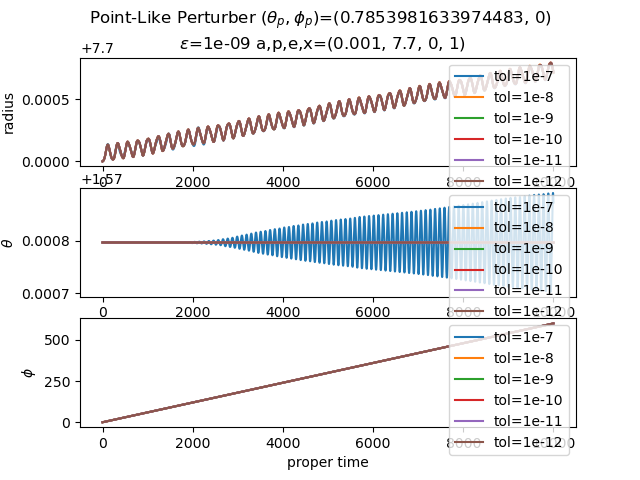 Point-Like Perturber (θp, ϕp)=(0.7853981633974483, 0)
ε=1e-09 a,p,e,x=(0.001, 7.7, 0, 1)
+7.7
0.0005
0.0000
radius
tol=1e-7
tol=1e-8
tol=1e-9
tol=1e-10
tol=1e-11
tol=1e-12
0 2000 4000 6000 8000
+1.57
0.0008
0.0007
θ
tol=1e-7
tol=1e-8
tol=1e-9
tol=1e-10
tol=1e-11
tol=1e-12
0 2000 4000 6000 8000
500
250
0
ϕ
tol=1e-7
tol=1e-8
tol=1e-9
tol=1e-10
tol=1e-11
tol=1e-12
0 2000 4000 6000 8000
proper time